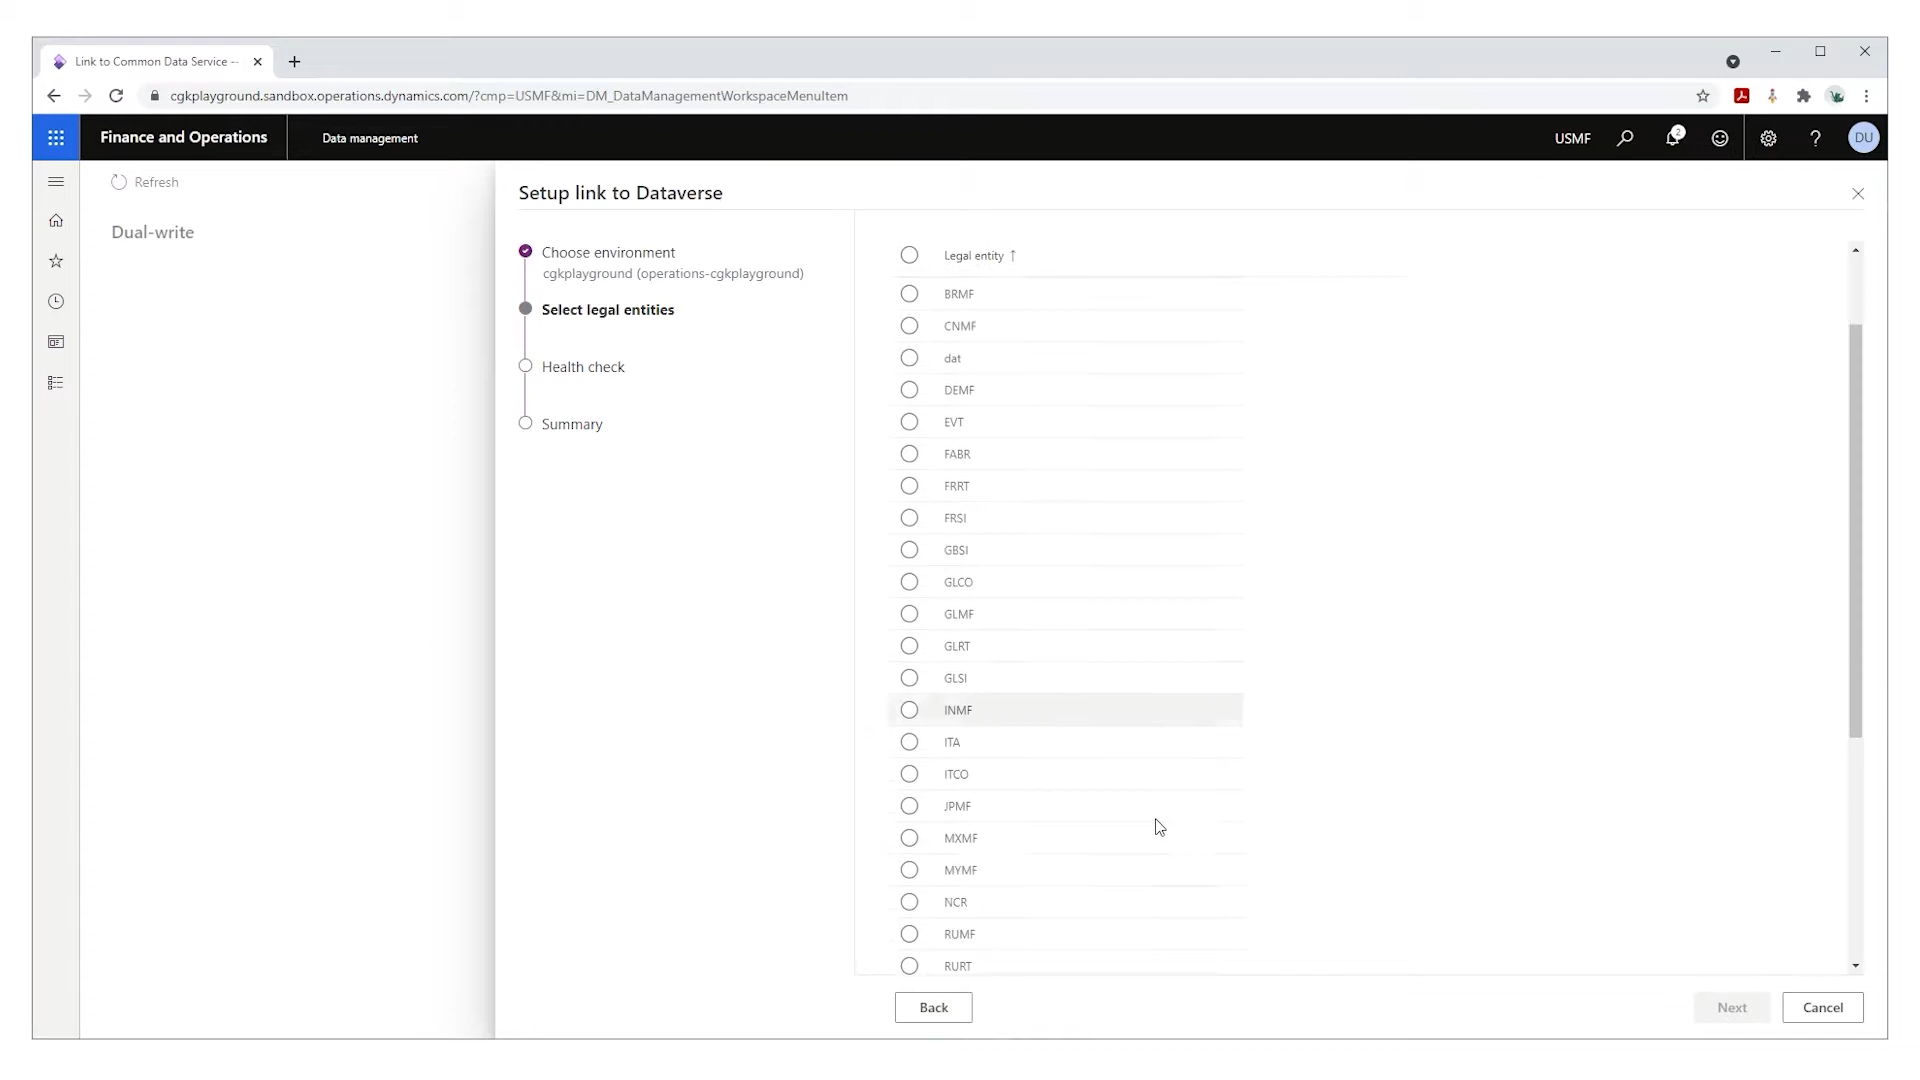 Link to Common Data Service --
cgkplayground.sandbox.operations.dynamics.com/?cmp=USMF&mi=DM_DataManagementWorkspaceMenuItem
Finance and Operations
Data management
USMF
2
?
DU
Refresh
Dual-write
Setup link to Dataverse
Choose environment
cgkplayground (operations-cgkplayground)
Select legal entities
Health check
Summary
Legal entity ↑
BRMF
CNMF
dat
DEMF
EVT
FABR
FRRT
FRSI
GBSI
GLCO
GLMF
GLRT
GLSI
INMF
ITA
ITCO
JPMF
MXMF
MYMF
NCR
RUMF
RURT
Back
Next
Cancel